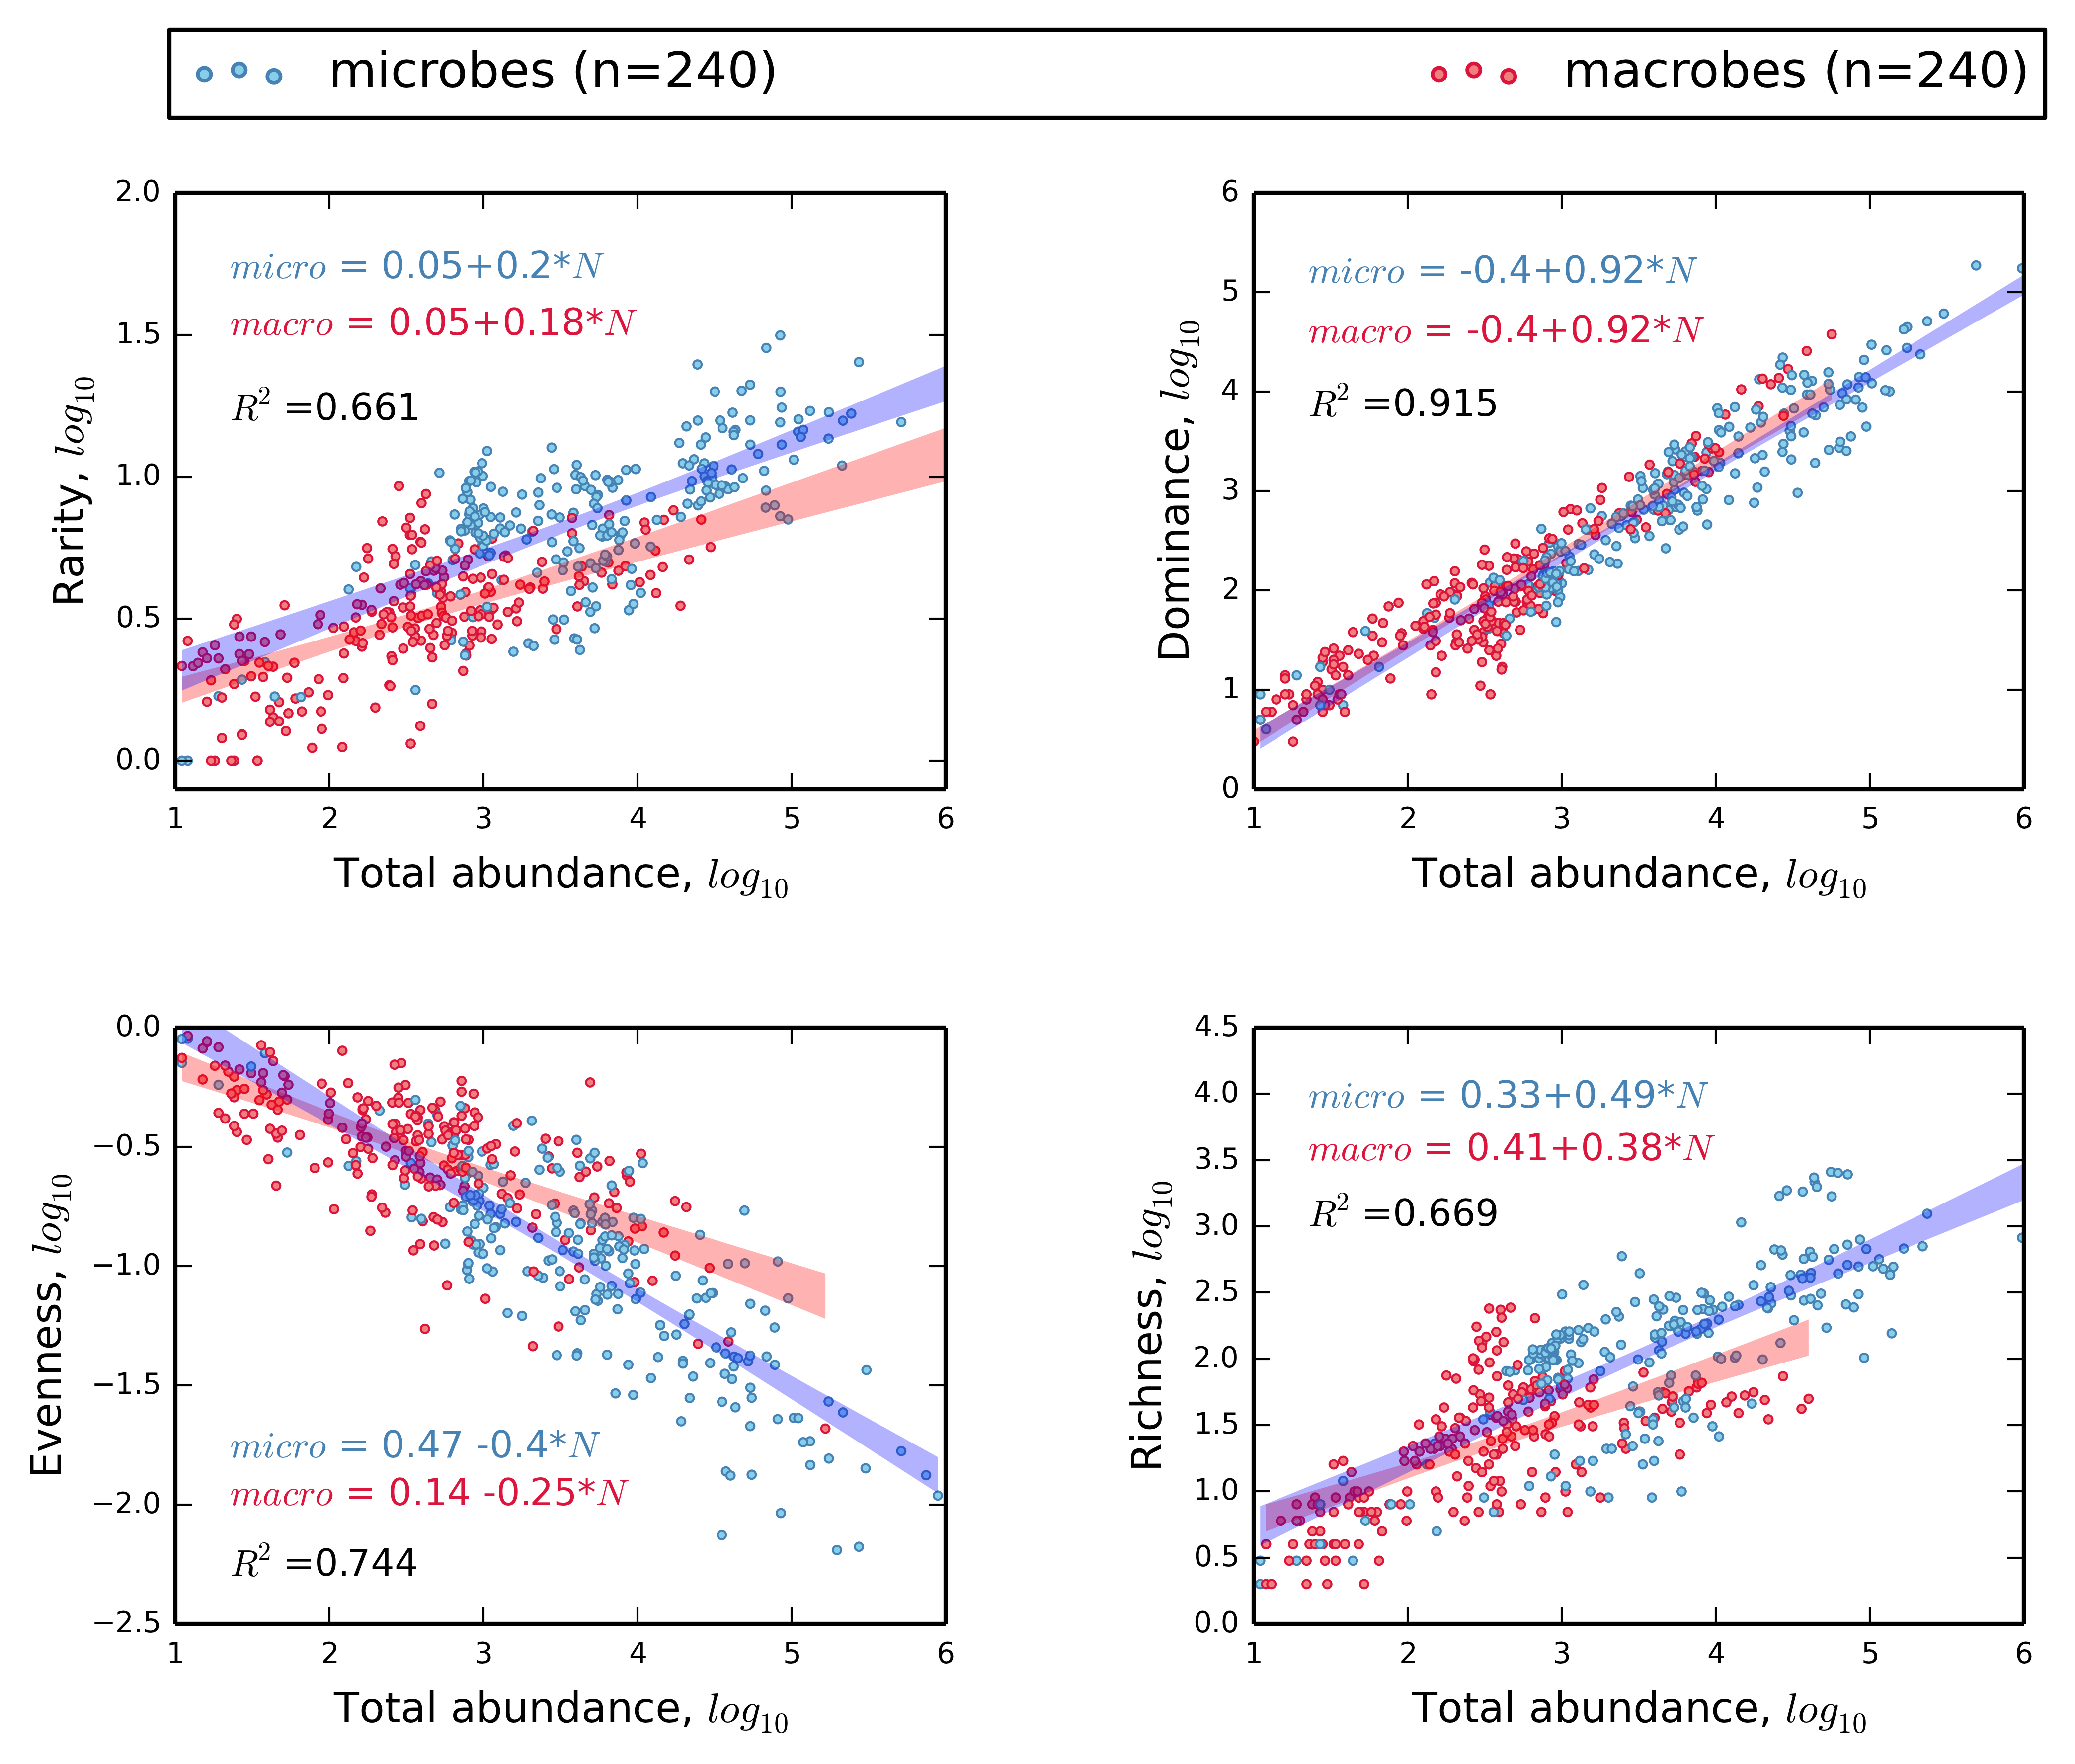 microbes (n=240) macrobes (n=240)
2.0
1.5
1.0
0.5
0.0
Rarity, log10
micro = 0.05+0.2*N
macro = 0.05+0.18*N
R² =0.661
1 2 3 4 5 6
Total abundance, log10
6
5
4
3
2
1
0
Dominance, log10
micro = -0.4+0.92*N
macro = -0.4+0.92*N
R² =0.915
1 2 3 4 5 6
Total abundance, log10
0.0
−0.5
−1.0
−1.5
−2.0
−2.5
Evenness, log10
micro = 0.47 -0.4*N
macro = 0.14 -0.25*N
R² =0.744
1 2 3 4 5 6
Total abundance, log10
4.5
4.0
3.5
3.0
2.5
2.0
1.5
1.0
0.5
0.0
Richness, log10
micro = 0.33+0.49*N
macro = 0.41+0.38*N
R² =0.669
1 2 3 4 5 6
Total abundance, log10